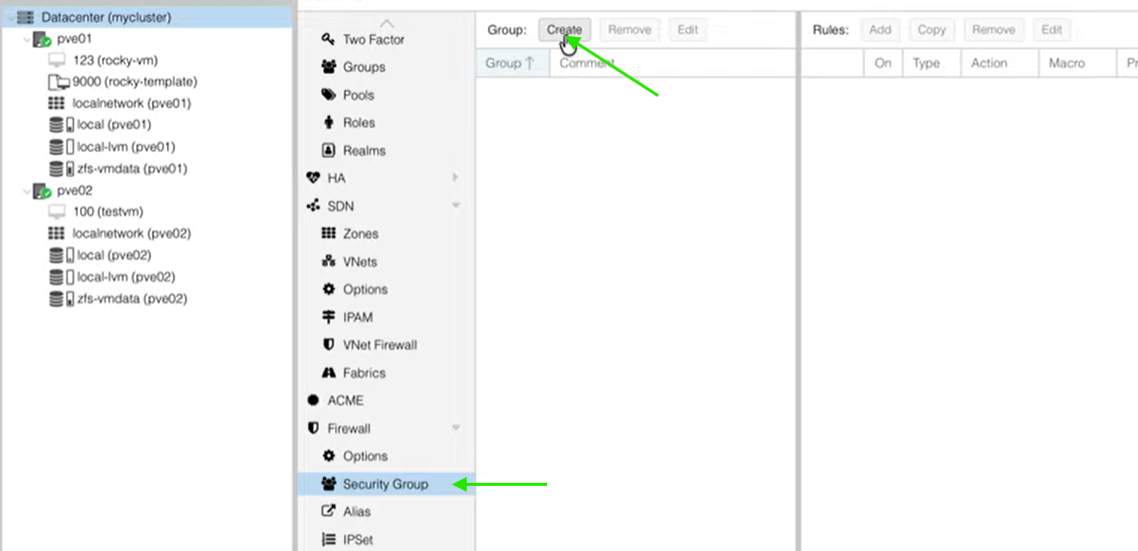 Datacenter (mycluster)
pve01
123 (rocky-vm)
9000 (rocky-template)
localnetwork (pve01)
local (pve01)
local-lvm (pve01)
zfs-vmdata (pve01)
pve02
100 (testvm)
localnetwork (pve02)
local (pve02)
local-lvm (pve02)
zfs-vmdata (pve02)
Two Factor
Groups
Pools
Roles
Realms
HA
SDN
Zones
VNets
Options
IPAM
VNet Firewall
Fabrics
ACME
Firewall
Options
Security Group
Alias
IPSet
Group: Create Remove Edit
Group ↑ Comment
Rules: Add Copy Remove Edit
On Type Action Macro Pr